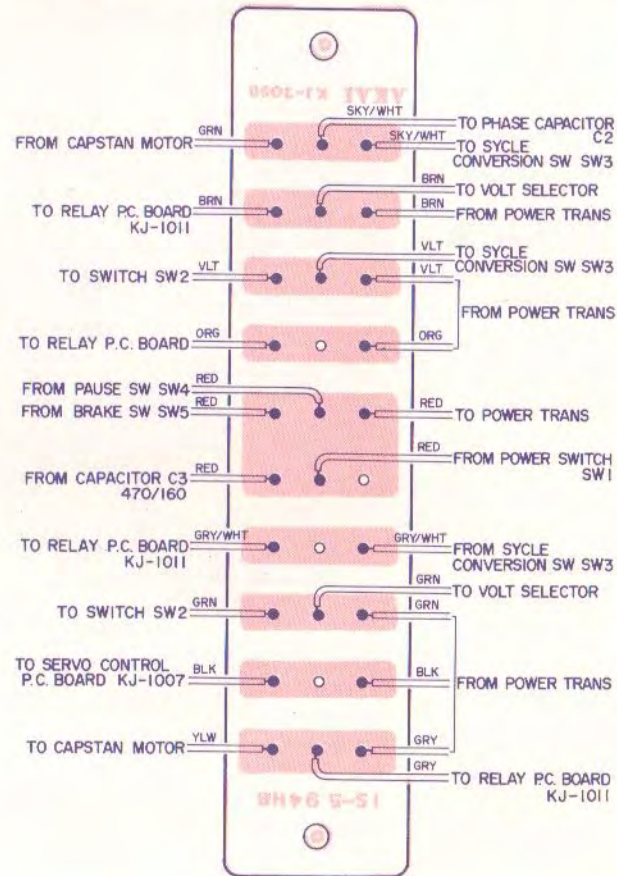 AKAI
SKY/WHT
TO PHASE CAPACITOR
C2
GRN
FROM CAPSTAN MOTOR
SKY/WHT
TO SYCLE
CONVERSION SW SW3
BRN
TO VOLT SELECTOR
BRN
TO RELAY P.C. BOARD
KJ-1011
BRN
FROM POWER TRANS
VLT
TO SYCLE
CONVERSION SW SW3
VLT
TO SWITCH SW2
VLT
FROM POWER TRANS
ORG
TO RELAY P.C. BOARD
ORG
RED
FROM PAUSE SW SW4
RED
FROM BRAKE SW SW5
RED
TO POWER TRANS
RED
FROM POWER SWITCH
SW1
RED
FROM CAPACITOR C3
470/160
GRY/WHT
TO RELAY P.C. BOARD
KJ-1011
GRY/WHT
FROM SYCLE
CONVERSION SW SW3
GRN
TO VOLT SELECTOR
GRN
TO SWITCH SW2
GRN
TO SERVO CONTROL
P.C. BOARD KJ-1007
BLK
BLK
FROM POWER TRANS
YLW
TO CAPSTAN MOTOR
GRY
GRY
TO RELAY P.C. BOARD
KJ-1011